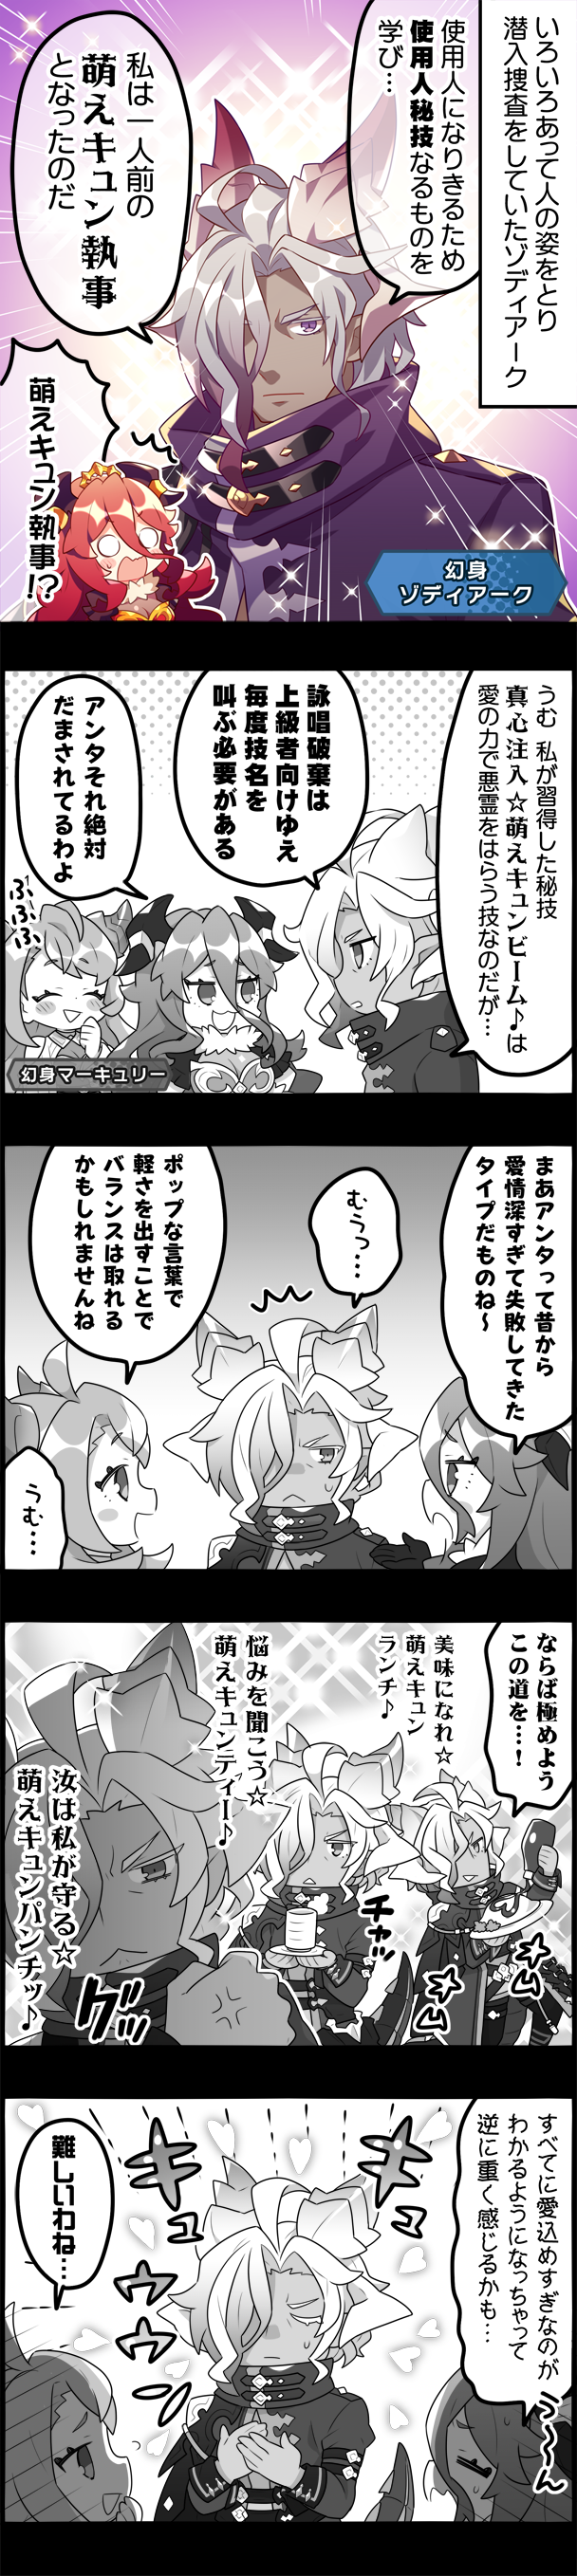 いろいろあって人の姿をとり
潜入捜査をしていたゾディアーク
使用人になりきるため
使用人秘技なるものを
学び…
私は一人前の
萌えキュン執事
となったのだ
萌えキュン執事!?
幻身
ゾディアーク
うむ 私が習得した秘技
真心注入☆萌えキュンビーム♪は
愛の力で悪霊をはらう技なのだが…
詠唱破棄は
上級者向けゆえ
毎度技名を
叫ぶ必要がある
アンタそれ絶対
だまされてるわよ
ふふふ
幻身マーキュリー
まあアンタって昔から
愛情深すぎて失敗してきた
タイプだものね〜
むうっ…
ポップな言葉で
軽さを出すことで
バランスは取れる
かもしれませんね
うむ…
ならば極めよう
この道を…!
美味になれ☆
萌えキュン
ランチ♪
ムキュ
悩みを聞こう☆
萌えキュンティー♪
チャッ
汝は私が守る☆
萌えキュンパンチッ♪
グッ
すべてに愛込めすぎなのが
わかるようになっちゃって
逆に重く感じるかも…
う〜〜ん
キュ
キュ
ウウ
ン
難しいわね…